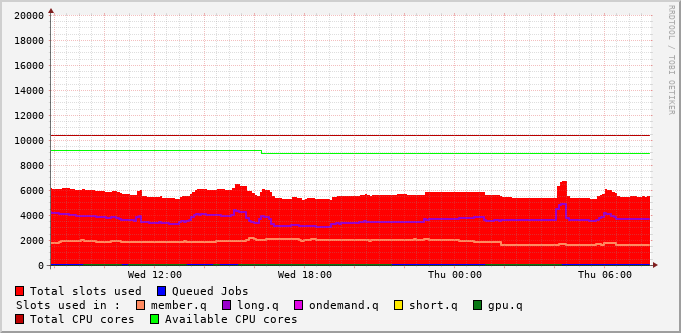 RRDTOOL / TOBI OETIKER
20000
18000
16000
14000
12000
10000
8000
6000
4000
2000
0
Wed 12:00 Wed 18:00 Thu 00:00 Thu 06:00
Total slots used Queued Jobs
Slots used in : member.q long.q ondemand.q short.q gpu.q
Total CPU cores Available CPU cores